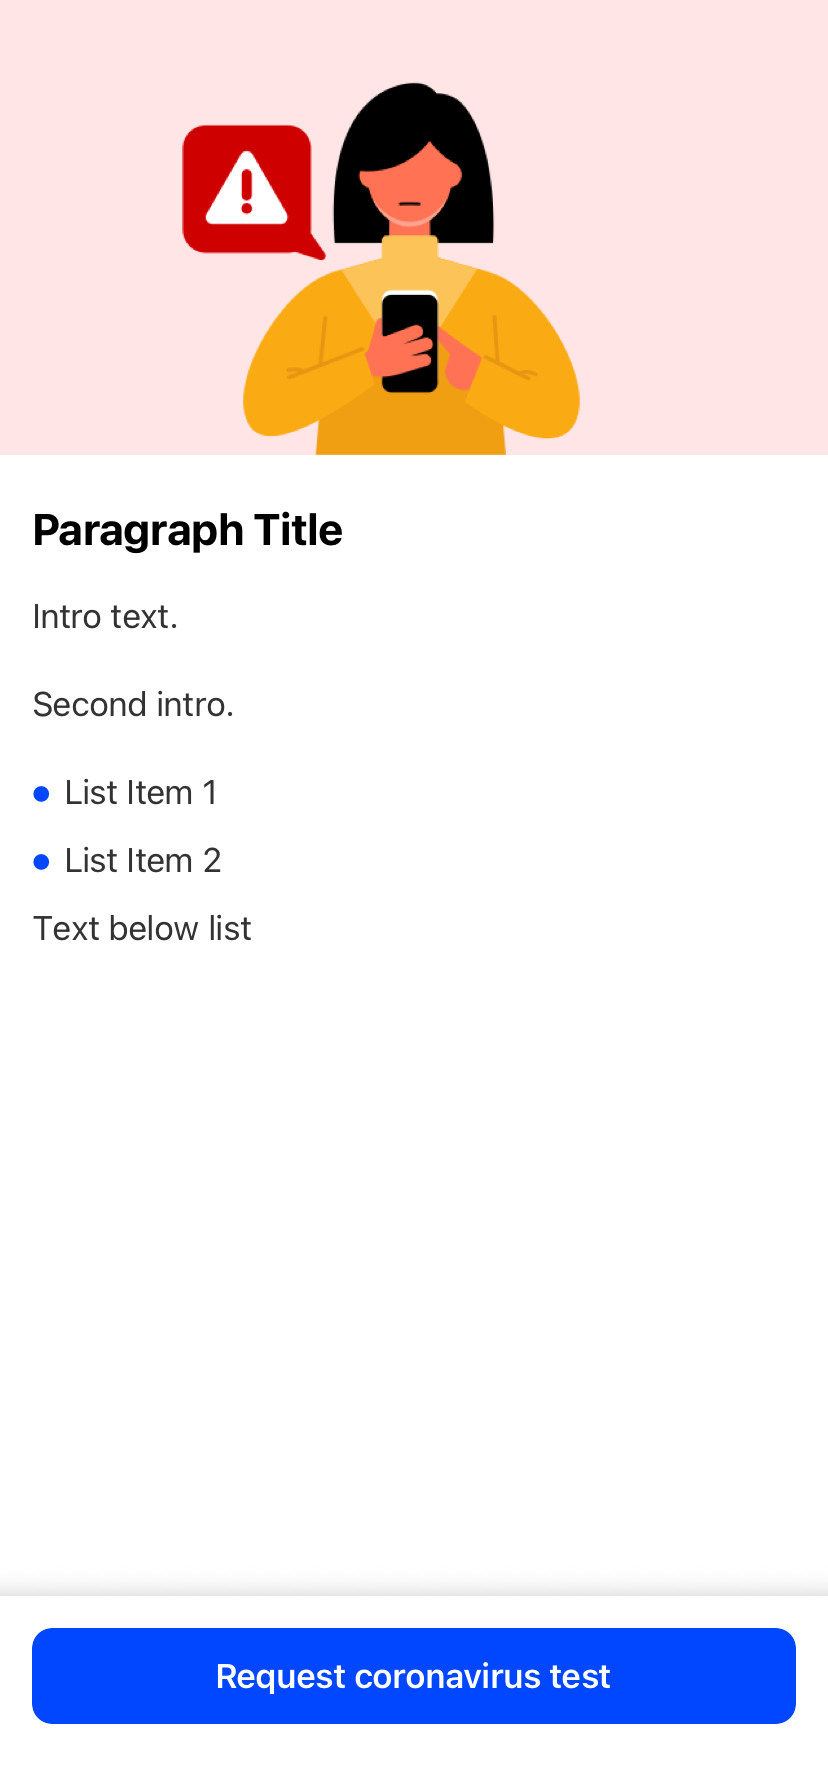 Paragraph Title
Intro text.
Second intro.
List Item 1
List Item 2
Text below list
Request coronavirus test